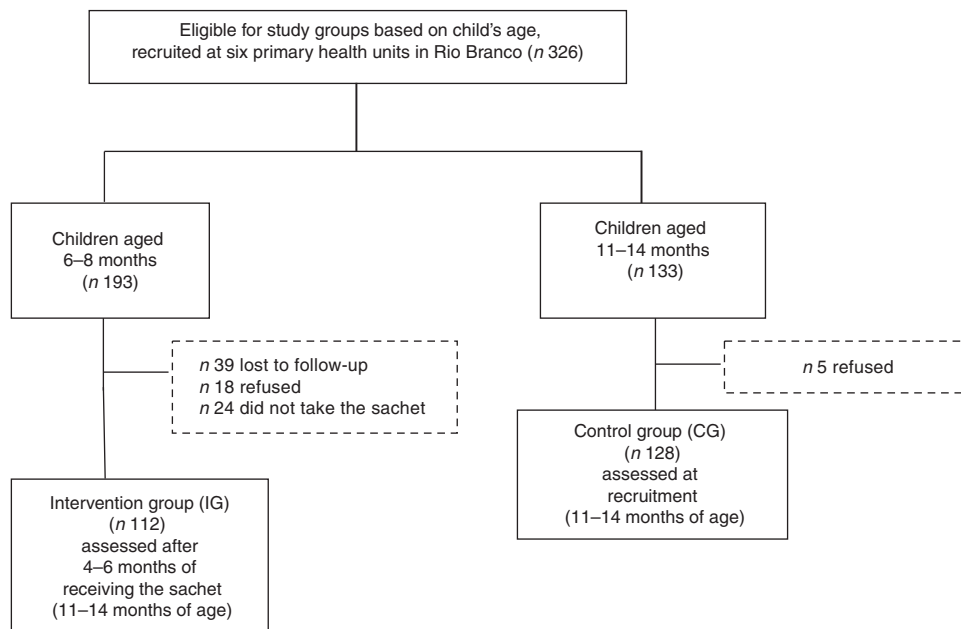 Eligible for study groups based on child's age,
recruited at six primary health units in Rio Branco (n 326)
Children aged
6–8 months
(n 193)
Children aged
11–14 months
(n 133)
n 39 lost to follow-up
n 18 refused
n 24 did not take the sachet
n 5 refused
Control group (CG)
(n 128)
assessed at
recruitment
(11–14 months of age)
Intervention group (IG)
(n 112)
assessed after
4–6 months of
receiving the sachet
(11–14 months of age)